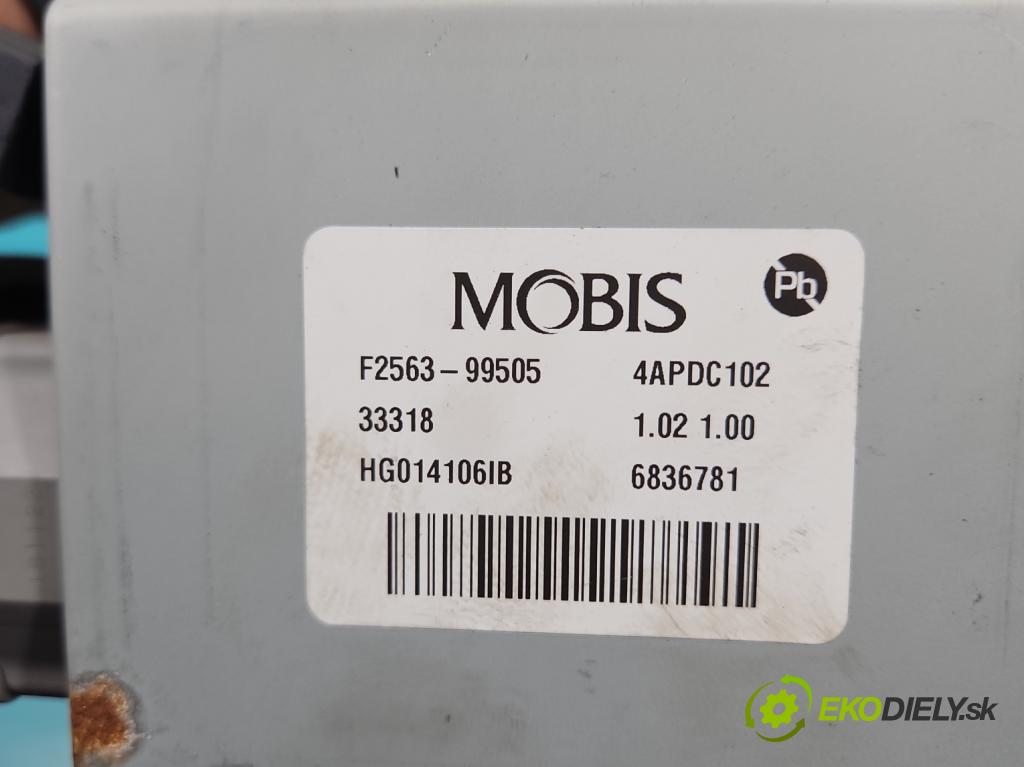 MOBIS
Pb
F2563-99505 4APDC102
33318 1.02 1.00
HG014106IB 6836781
EKODIELY.sk